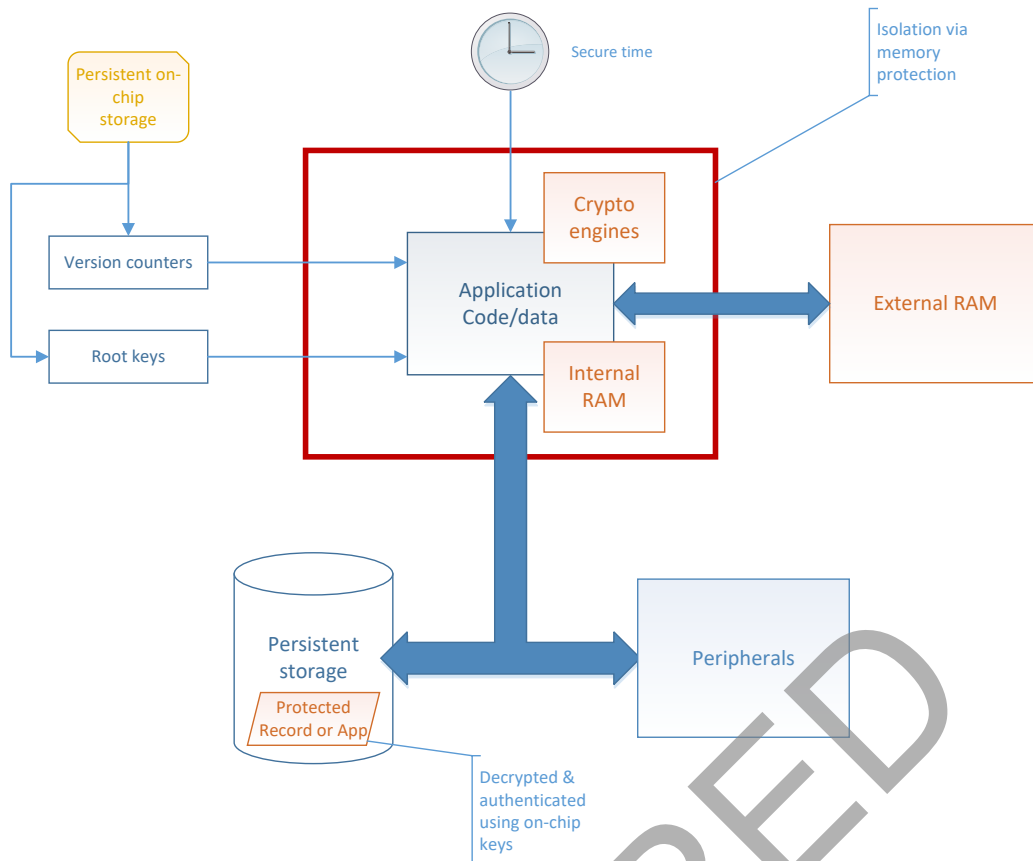 Secure time
Isolation via
memory
protection
Persistent on-
chip
storage
Crypto
engines
Version counters
Application
Code/data
External RAM
Root keys
Internal
RAM
Persistent
storage
Protected
Record or App
Peripherals
Decrypted &
authenticated
using on-chip
keys
RED